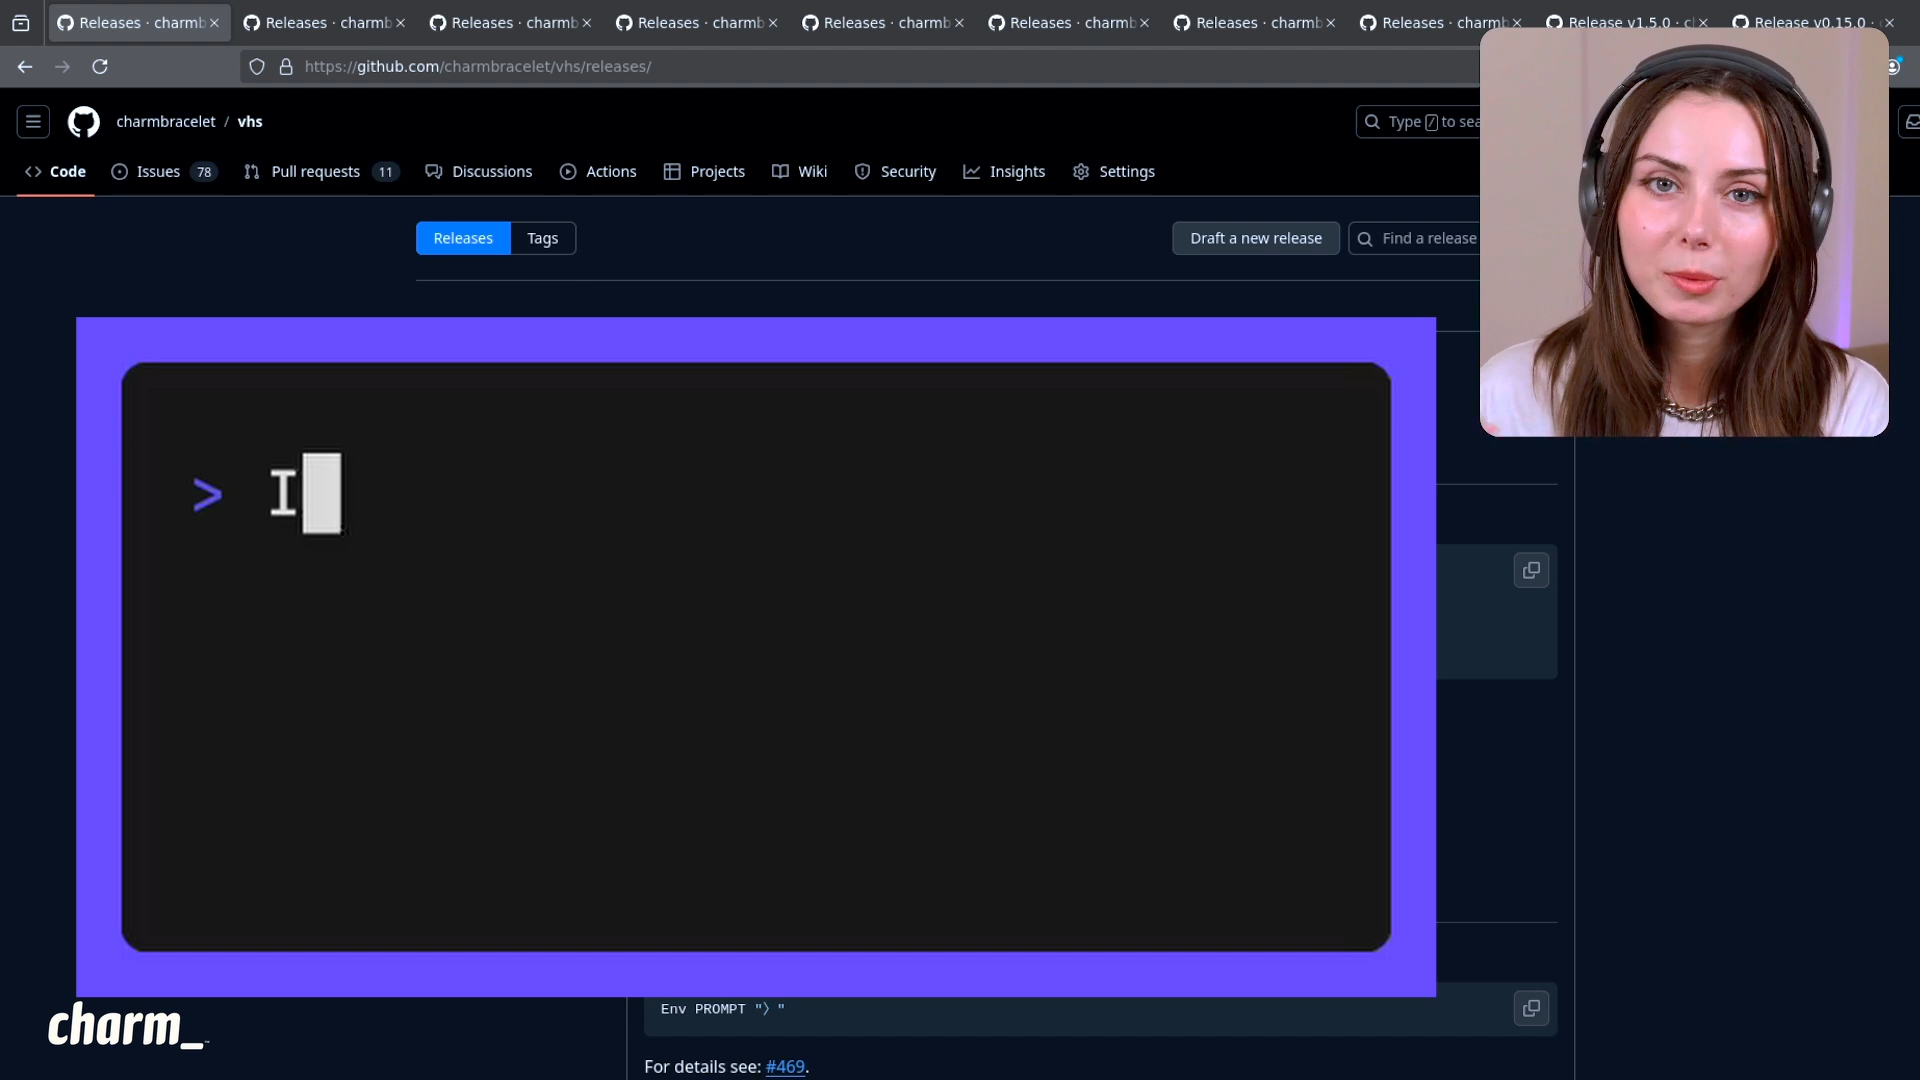 Releases · charmb
Releases · charmb
Releases · charmb
Releases · charmb
Releases · charmb
Releases · charmb
Releases · charmb
Releases · charmb
Release v1.5.0 · c
Release v0.15.0 ·
https://github.com/charmbracelet/vhs/releases/
charmbracelet / vhs
Type / to sea
Code
Issues 78
Pull requests 11
Discussions
Actions
Projects
Wiki
Security
Insights
Settings
Releases
Tags
Draft a new release
Find a release
> I
Env PROMPT "〉"
For details see: #469.
charm_™